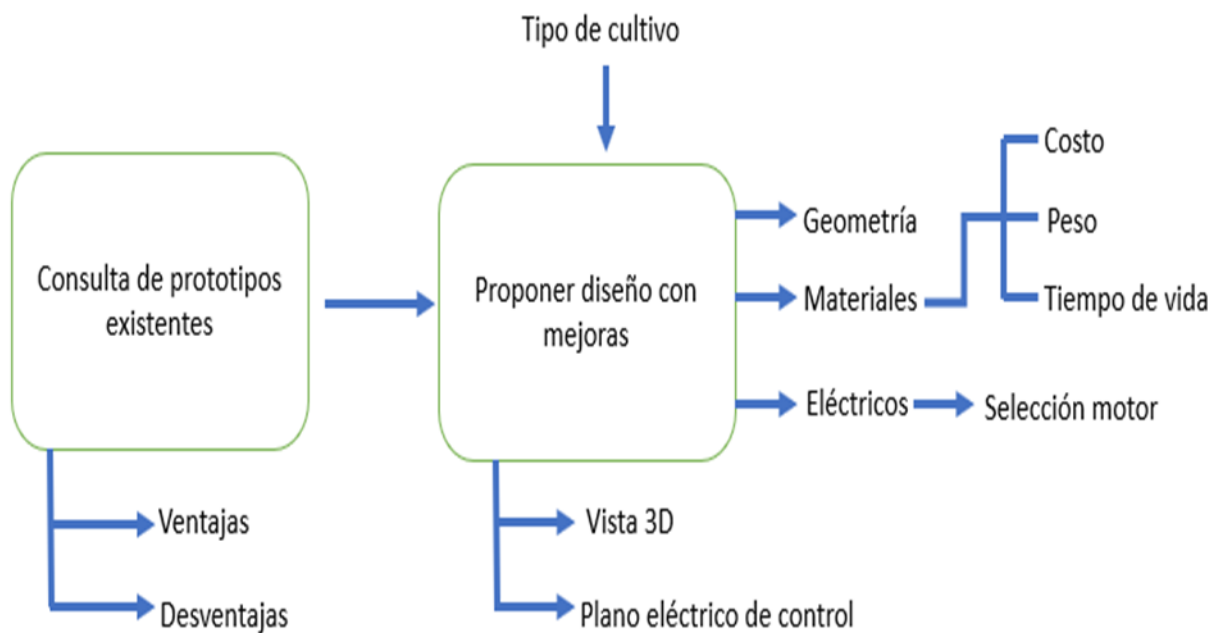 Tipo de cultivo
Consulta de prototipos
existentes
Proponer diseño con
mejoras
Geometría
Materiales
Eléctricos
Costo
Peso
Tiempo de vida
Selección motor
Ventajas
Desventajas
Vista 3D
Plano eléctrico de control